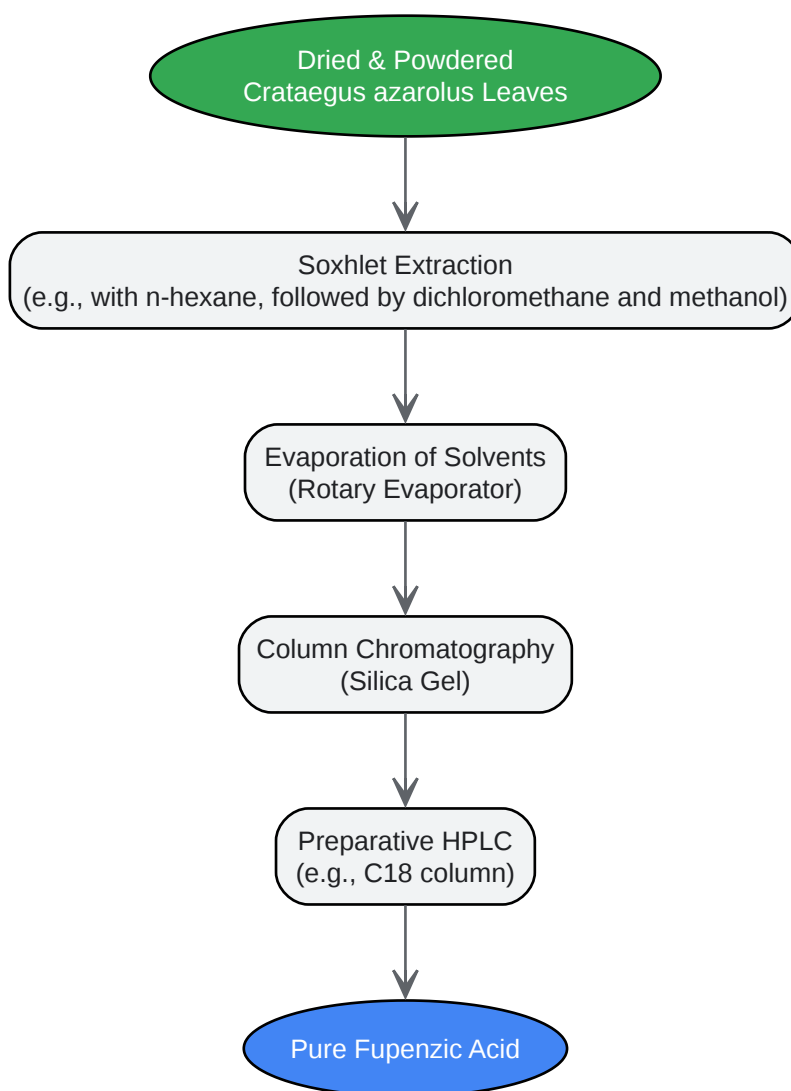 Dried & Powdered
Crataegus azarolus Leaves
Soxhlet Extraction
(e.g., with n-hexane, followed by dichloromethane and methanol)
Evaporation of Solvents
(Rotary Evaporator)
Column Chromatography
(Silica Gel)
Preparative HPLC
(e.g., C18 column)
Pure Fupenzic Acid